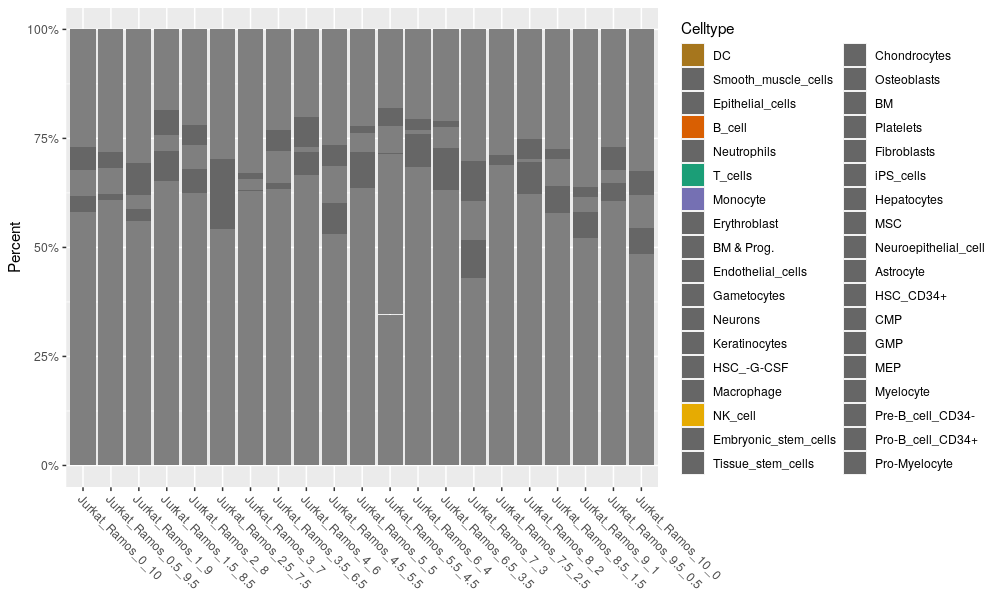 Celltype
DC
Smooth_muscle_cells
Epithelial_cells
B_cell
Neutrophils
T_cells
Monocyte
Erythroblast
BM & Prog.
Endothelial_cells
Gametocytes
Neurons
Keratinocytes
HSC_-G-CSF
Macrophage
NK_cell
Embryonic_stem_cells
Tissue_stem_cells
Chondrocytes
Osteoblasts
BM
Platelets
Fibroblasts
iPS_cells
Hepatocytes
MSC
Neuroepithelial_cell
Astrocyte
HSC_CD34+
CMP
GMP
MEP
Myelocyte
Pre-B_cell_CD34-
Pro-B_cell_CD34+
Pro-Myelocyte
Percent
100%
75%
50%
25%
0%
Jurkat_Ramos_0_10
Jurkat_Ramos_0.5_9.5
Jurkat_Ramos_1_9
Jurkat_Ramos_1.5_8.5
Jurkat_Ramos_2_8
Jurkat_Ramos_2.5_7.5
Jurkat_Ramos_3_7
Jurkat_Ramos_3.5_6.5
Jurkat_Ramos_4_6
Jurkat_Ramos_4.5_5.5
Jurkat_Ramos_5_5
Jurkat_Ramos_5.5_4.5
Jurkat_Ramos_6_4
Jurkat_Ramos_6.5_3.5
Jurkat_Ramos_7_3
Jurkat_Ramos_7.5_2.5
Jurkat_Ramos_8_2
Jurkat_Ramos_8.5_1.5
Jurkat_Ramos_9_1
Jurkat_Ramos_9.5_0.5
Jurkat_Ramos_10_0